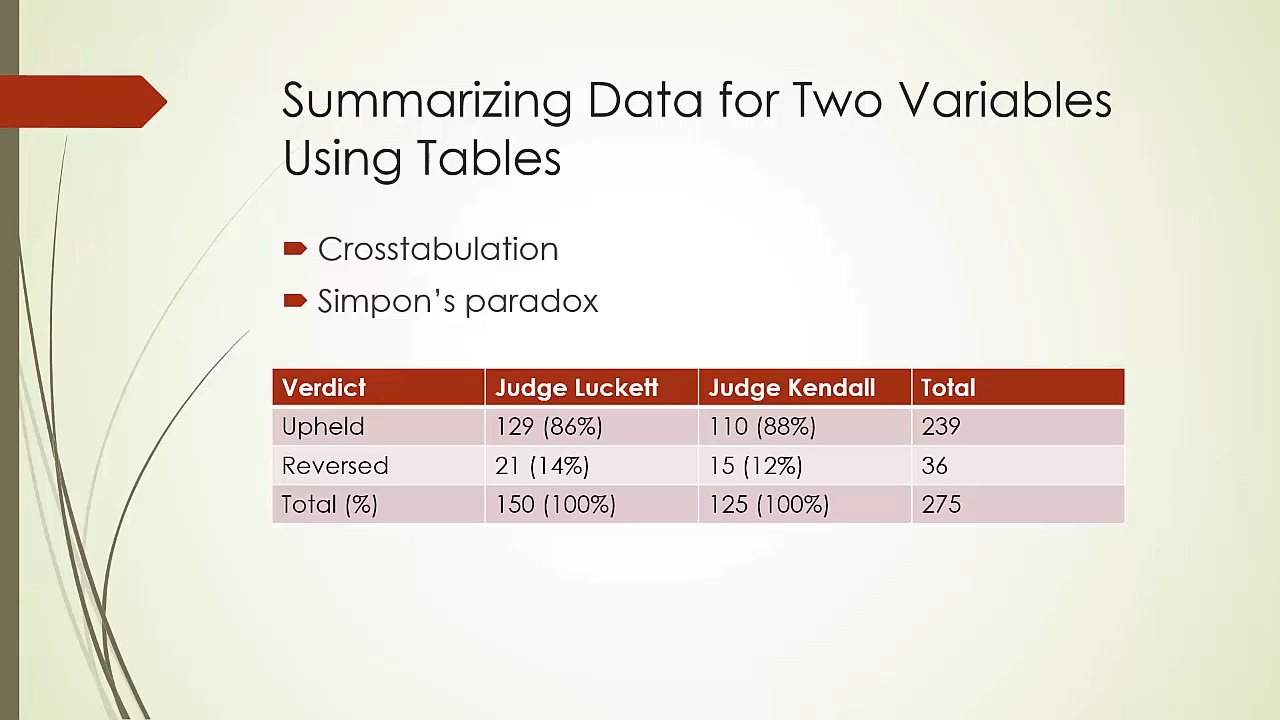 Summarizing Data for Two Variables
Using Tables
Crosstabulation
Simpon’s paradox
Verdict Judge Luckett Judge Kendall Total
Upheld 129 (86%) 110 (88%) 239
Reversed 21 (14%) 15 (12%) 36
Total (%) 150 (100%) 125 (100%) 275